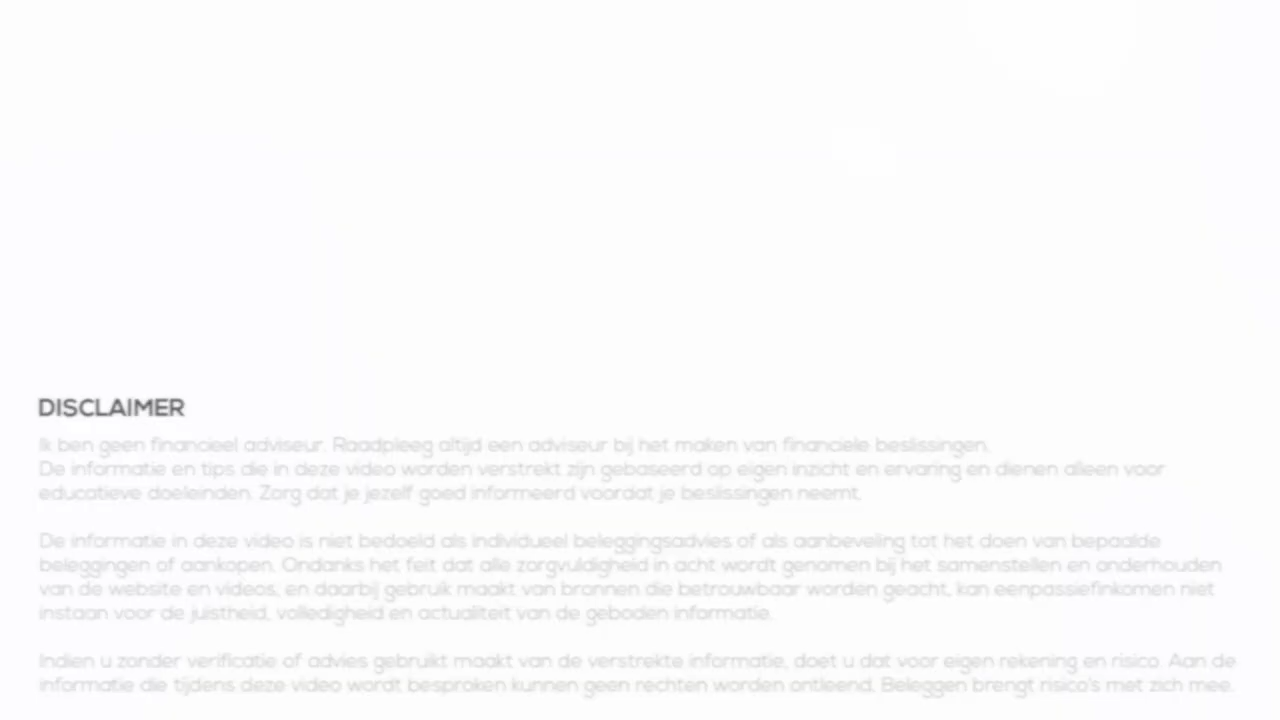 DISCLAIMER
Ik ben geen financieel adviseur. Raadpleeg altijd een adviseur bij het maken van financiele beslissingen.
De informatie en tips die in deze video worden verstrekt zijn gebaseerd op eigen inzicht en ervaring en dienen alleen voor
educatieve doeleinden. Zorg dat je jezelf goed informeerd voordat je beslissingen neemt.
De informatie in deze video is niet bedoeld als individueel beleggingsadvies of als aanbeveling tot het doen van bepaalde
beleggingen of aankopen. Ondanks het feit dat alle zorgvuldigheid in acht wordt genomen bij het samenstellen en onderhouden
van de website en videos, en daarbij gebruik maakt van bronnen die betrouwbaar worden geacht, kan eenpassiefinkomen niet
instaan voor de juistheid, volledigheid en actualiteit van de geboden informatie.
Indien u zonder verificatie of advies gebruikt maakt van de verstrekte informatie, doet u dat voor eigen rekening en risico. Aan de
informatie die tijdens deze video wordt besproken kunnen geen rechten worden ontleend. Beleggen brengt risico's met zich mee.